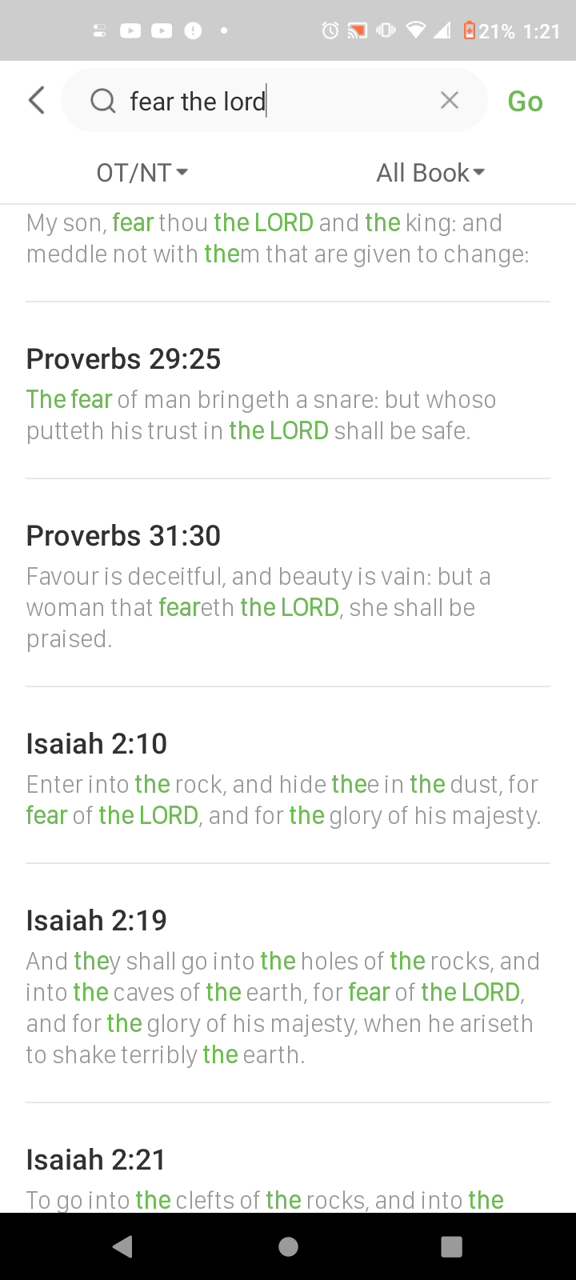 21% 1:21
fear the lord
Go
OT/NT
All Book
My son, fear thou the LORD and the king: and
meddle not with them that are given to change:
Proverbs 29:25
The fear of man bringeth a snare: but whoso
putteth his trust in the LORD shall be safe.
Proverbs 31:30
Favour is deceitful, and beauty is vain: but a
woman that feareth the LORD, she shall be
praised.
Isaiah 2:10
Enter into the rock, and hide thee in the dust, for
fear of the LORD, and for the glory of his majesty.
Isaiah 2:19
And they shall go into the holes of the rocks, and
into the caves of the earth, for fear of the LORD,
and for the glory of his majesty, when he ariseth
to shake terribly the earth.
Isaiah 2:21
To go into the clefts of the rocks, and into the